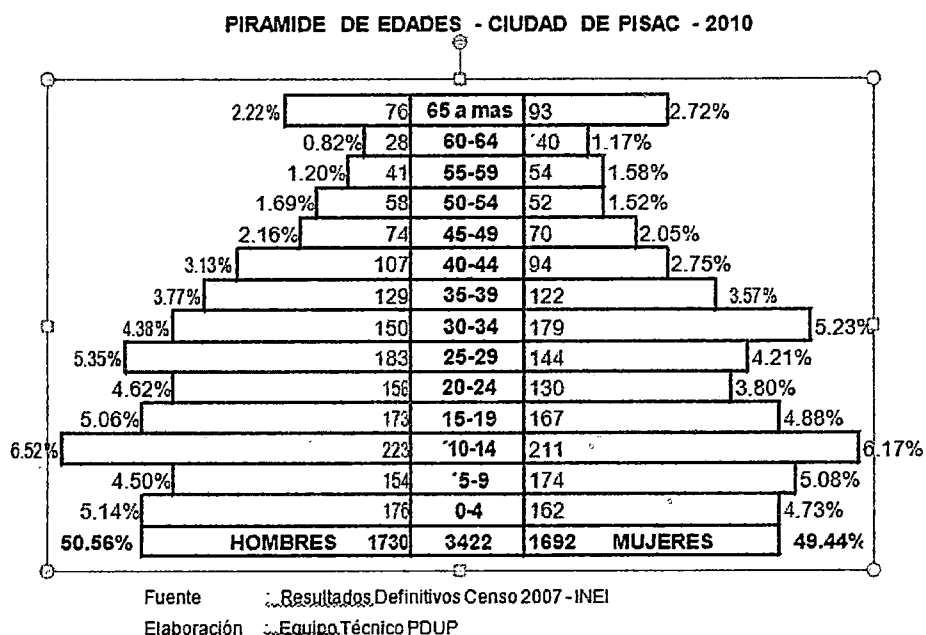 PIRAMIDE DE EDADES - CIUDAD DE PISAC - 2010
2.22% 76 65 a mas 93 2.72%
0.82% 28 60-64 40 1.17%
1.20% 41 55-59 54 1.58%
1.69% 58 50-54 52 1.52%
2.16% 74 45-49 70 2.05%
3.13% 107 40-44 94 2.75%
3.77% 129 35-39 122 3.57%
4.38% 150 30-34 179 5.23%
5.35% 183 25-29 144 4.21%
4.62% 158 20-24 130 3.80%
5.06% 173 15-19 167 4.88%
6.52% 223 10-14 211 6.17%
4.50% 154 5-9 174 5.08%
5.14% 176 0-4 162 4.73%
50.56% HOMBRES 1730 3422 1692 MUJERES 49.44%
Fuente : Resultados Definitivos Censo 2007 - INEI
Elaboración : Equipo Técnico PDUP